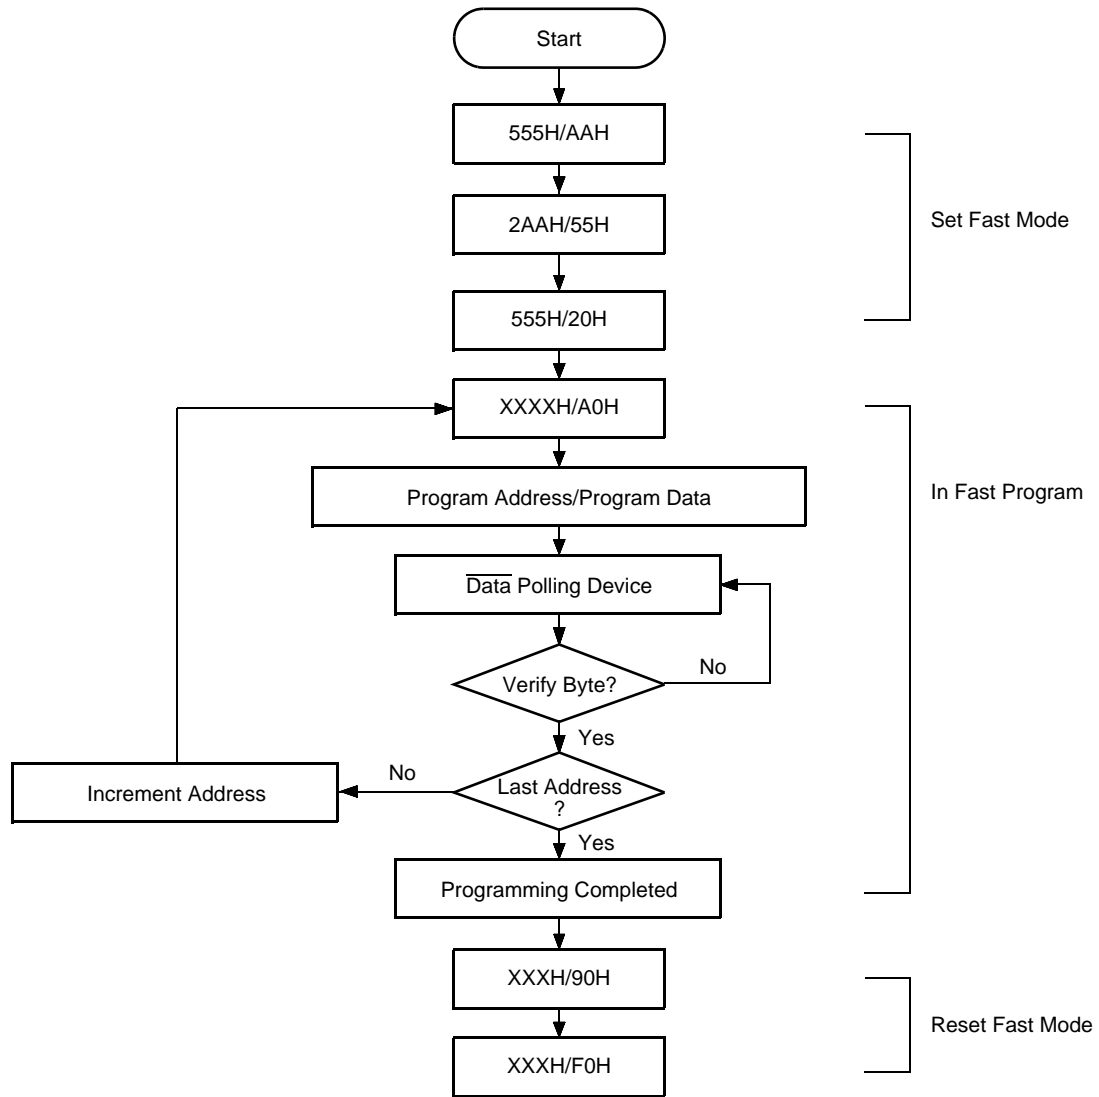 Start
555H/AAH
2AAH/55H
Set Fast Mode
555H/20H
XXXXH/A0H
Program Address/Program Data
In Fast Program
Data Polling Device
Verify Byte?
No
Yes
Last Address
?
No
Increment Address
Yes
Programming Completed
XXXH/90H
Reset Fast Mode
XXXH/F0H